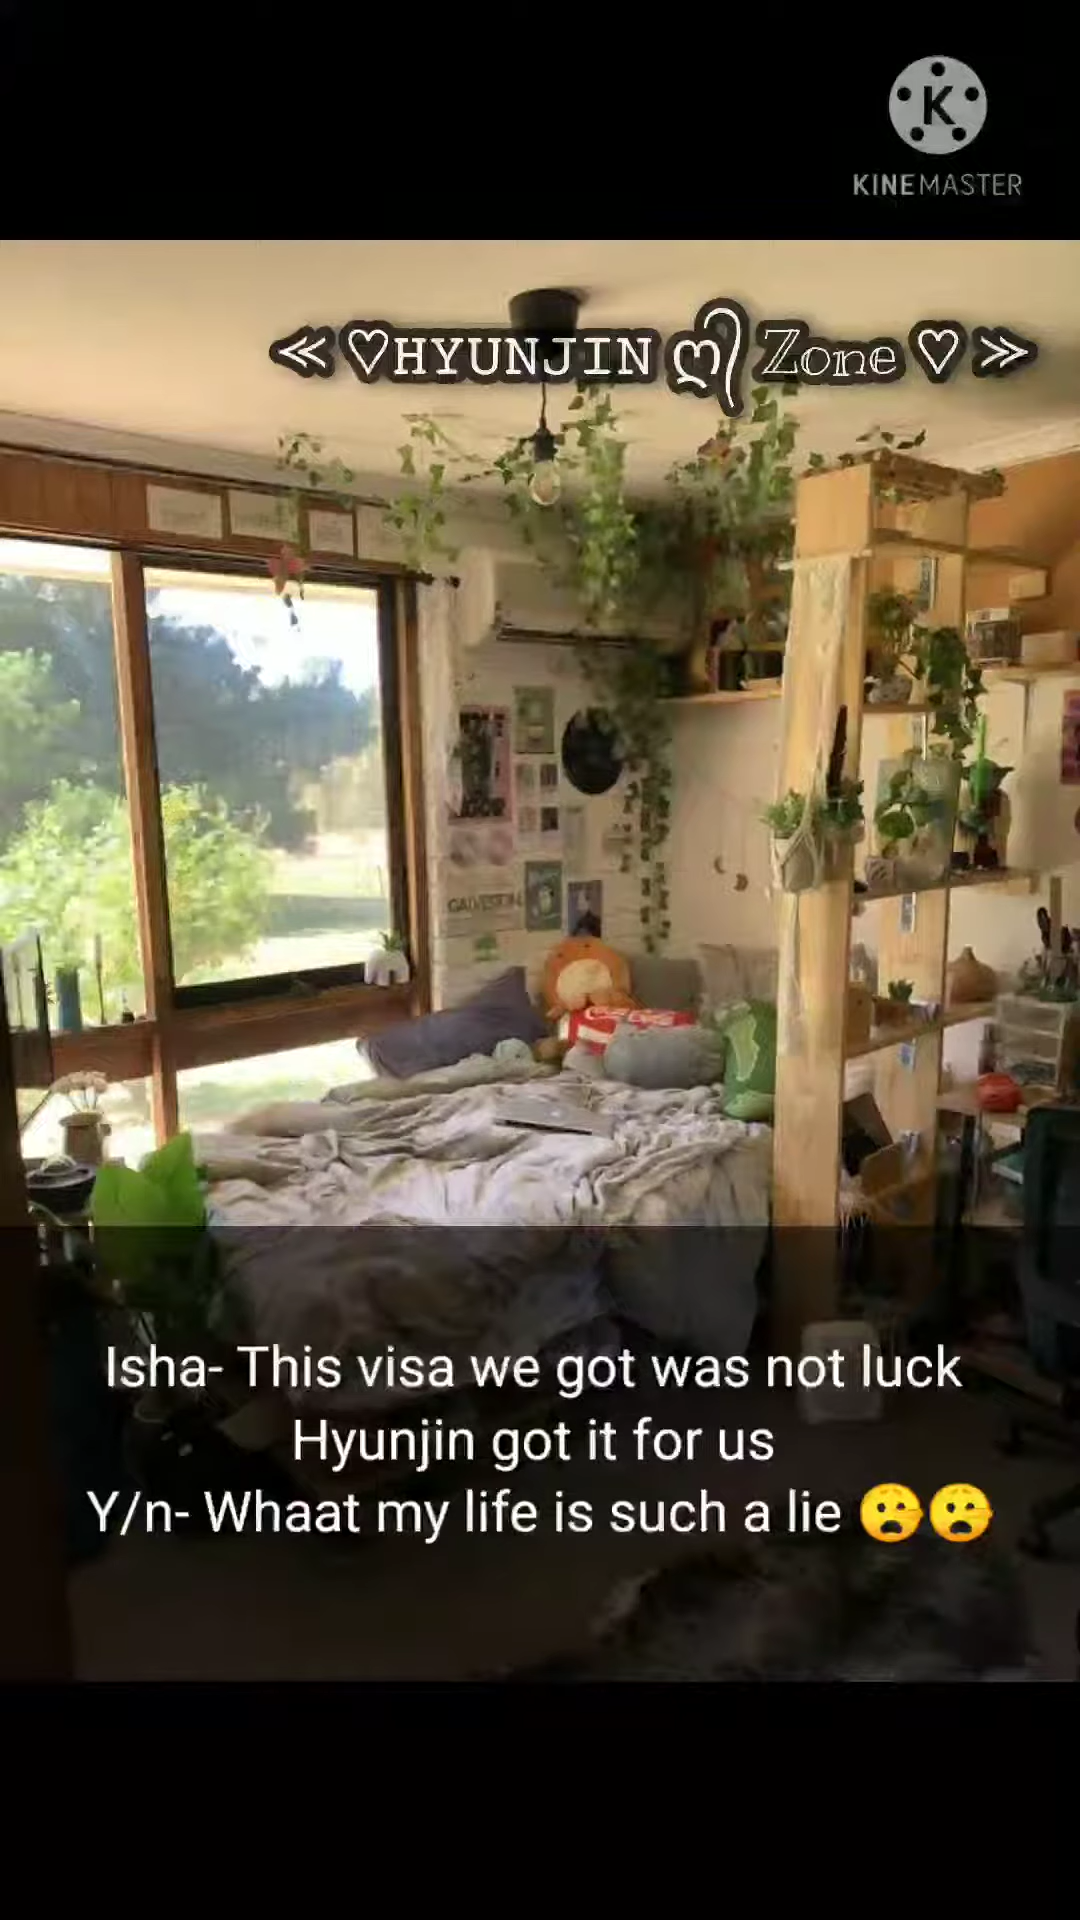 KINEMASTER
≪ ♡HYUNJIN ღ᭄ Zone ♡ ≫
Isha- This visa we got was not luck
Hyunjin got it for us
Y/n- Whaat my life is such a lie 😮‍💨😮‍💨